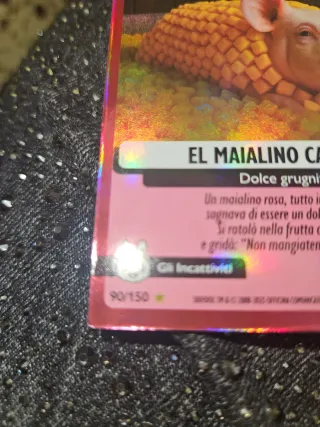 EL MAIALINO CA
Dolce grugni
Un maialino rosa, tutto i
sognava di essere un dol
Si rotolò nella frutta c
e gridò: "Non mangiaten
Gli Incattiviti
90/150